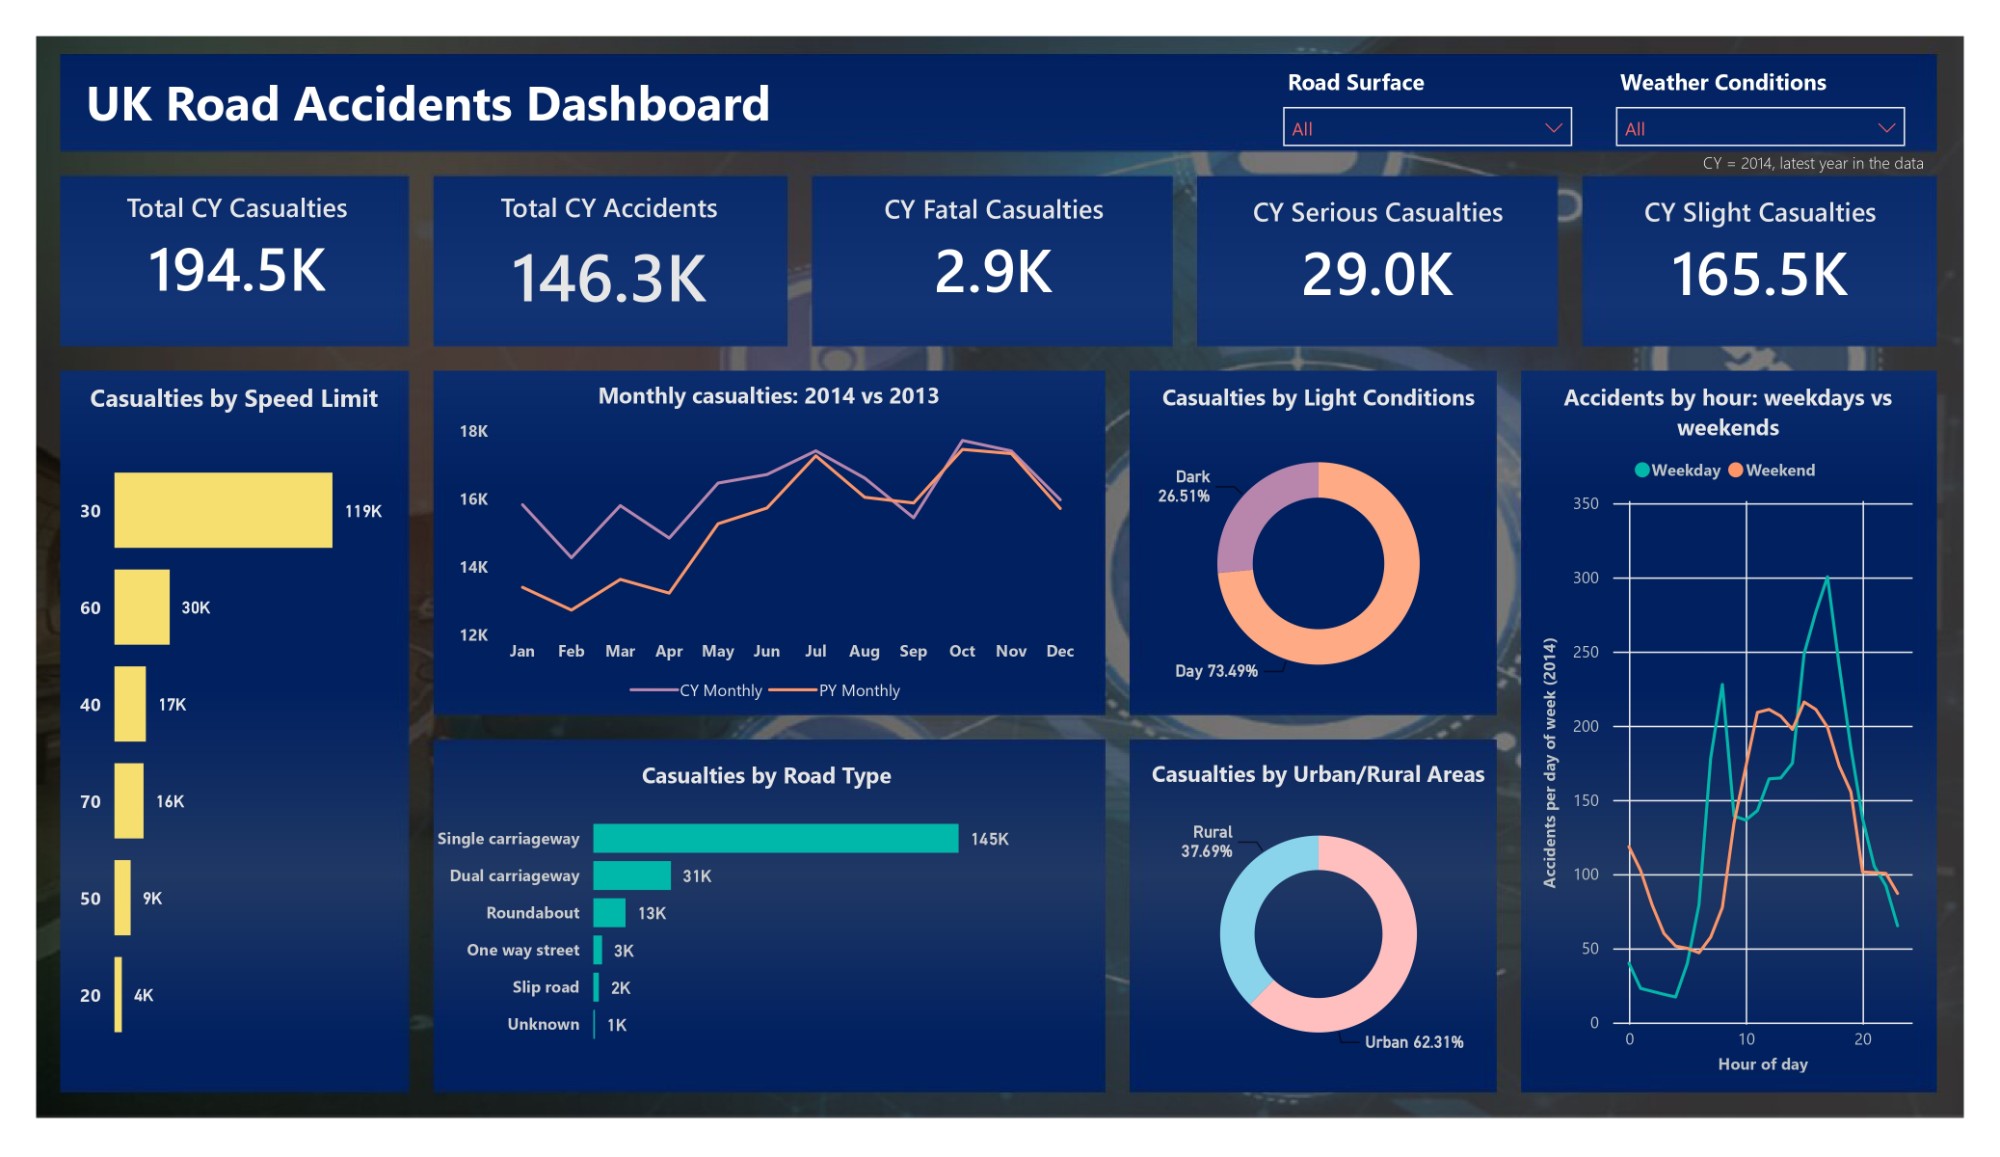 UK Road Accidents Dashboard
Road Surface
All
Weather Conditions
All
CY = 2014, latest year in the data
Total CY Casualties
194.5K
Total CY Accidents
146.3K
CY Fatal Casualties
2.9K
CY Serious Casualties
29.0K
CY Slight Casualties
165.5K
Casualties by Speed Limit
30 119K
60 30K
40 17K
70 16K
50 9K
20 4K
Monthly casualties: 2014 vs 2013
18K
16K
14K
12K
Jan Feb Mar Apr May Jun Jul Aug Sep Oct Nov Dec
CY Monthly PY Monthly
Casualties by Road Type
Single carriageway 145K
Dual carriageway 31K
Roundabout 13K
One way street 3K
Slip road 2K
Unknown 1K
Casualties by Light Conditions
Dark
26.51%
Day 73.49%
Casualties by Urban/Rural Areas
Rural
37.69%
Urban 62.31%
Accidents by hour: weekdays vs
weekends
Weekday Weekend
Accidents per day of week (2014)
350
300
250
200
150
100
50
0
0 10 20
Hour of day